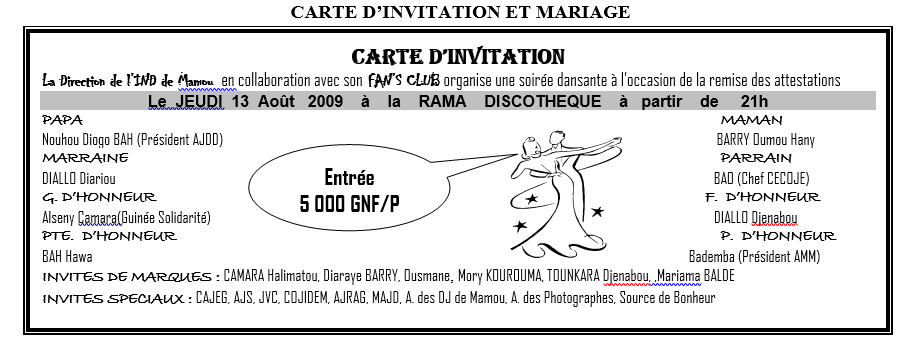 CARTE D'INVITATION ET MARIAGE
CARTE D'INVITATION
La Direction de l'IND de Mamou en collaboration avec son FAN'S CLUB organise une soirée dansante à l'occasion de la remise des attestations
Le JEUDI 13 Août 2009 à la RAMA DISCOTHEQUE à partir de 21h
PAPA MAMAN
Nouhou Diogo BAH (Président AJDD) BARRY Oumou Hany
MARRAINE PARRAIN
DIALLO Diariou BAO (Chef CECOJE)
G. D'HONNEUR F. D'HONNEUR
Alseny Camara(Guinée Solidarité) DIALLO Djenabou
PTE. D'HONNEUR P. D'HONNEUR
BAH Hawa Bademba (Président AMM)
Entrée
5 000 GNF/P
INVITES DE MARQUES : CAMARA Halimatou, Diaraye BARRY, Ousmane, Mory KOUROUMA, TOUNKARA Djenabou, ,Mariama BALDE
INVITES SPECIAUX : CAJEG, AJS, JVC, COJIDEM, AJRAG, MAJD, A. des DJ de Mamou, A. des Photographes, Source de Bonheur